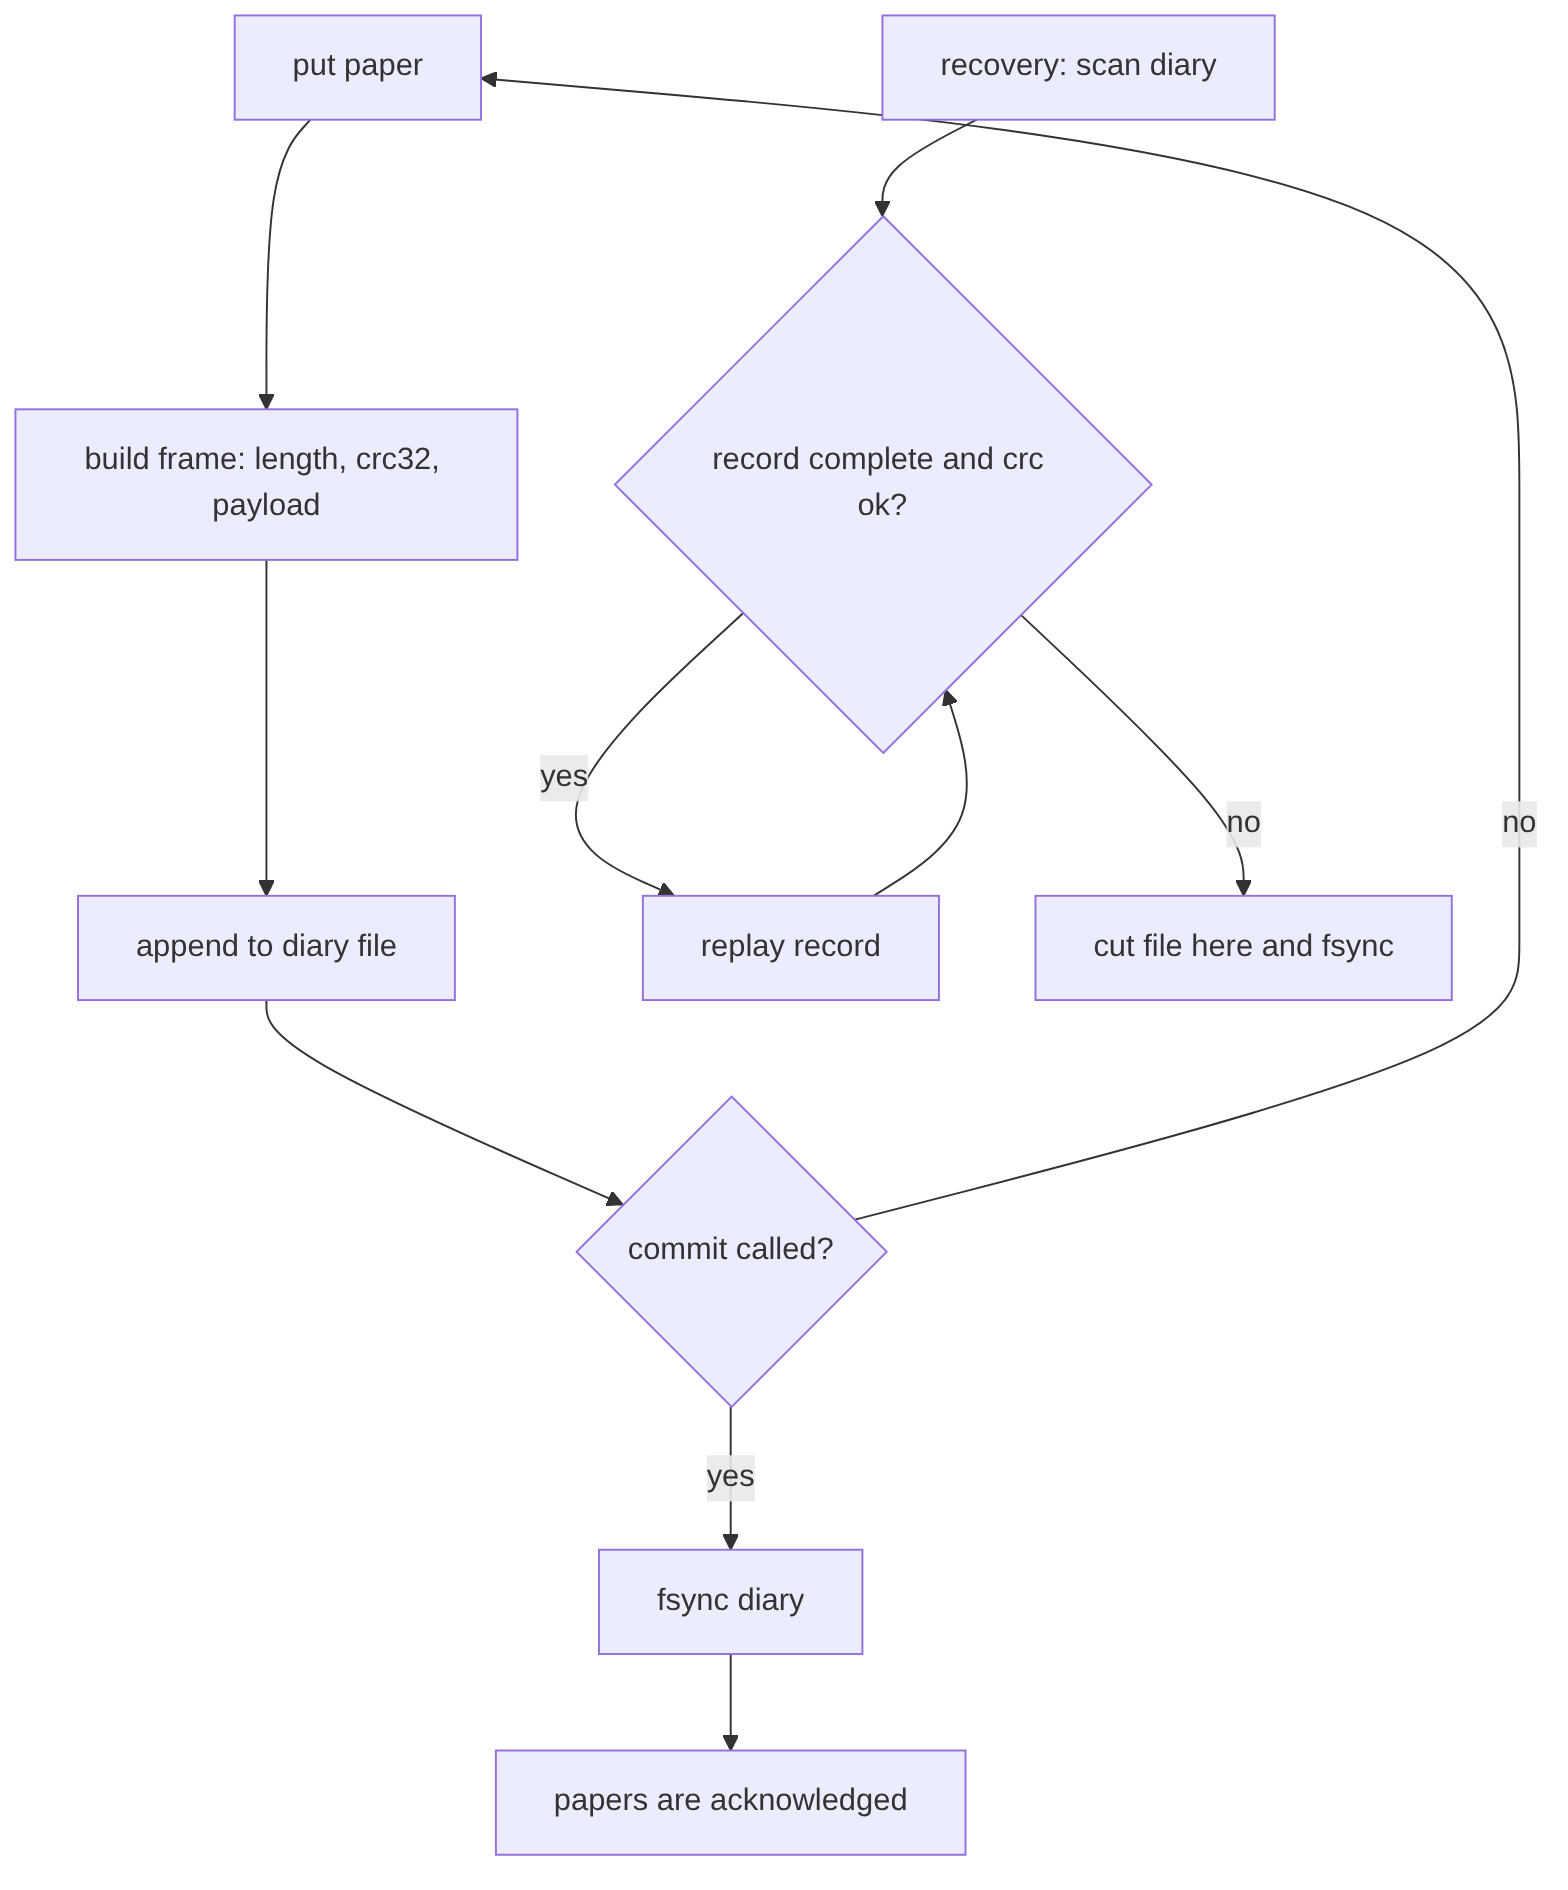 put paper
recovery: scan diary
build frame: length, crc32,
payload
record complete and crc
ok?
yes
no
no
append to diary file
replay record
cut file here and fsync
commit called?
yes
fsync diary
papers are acknowledged